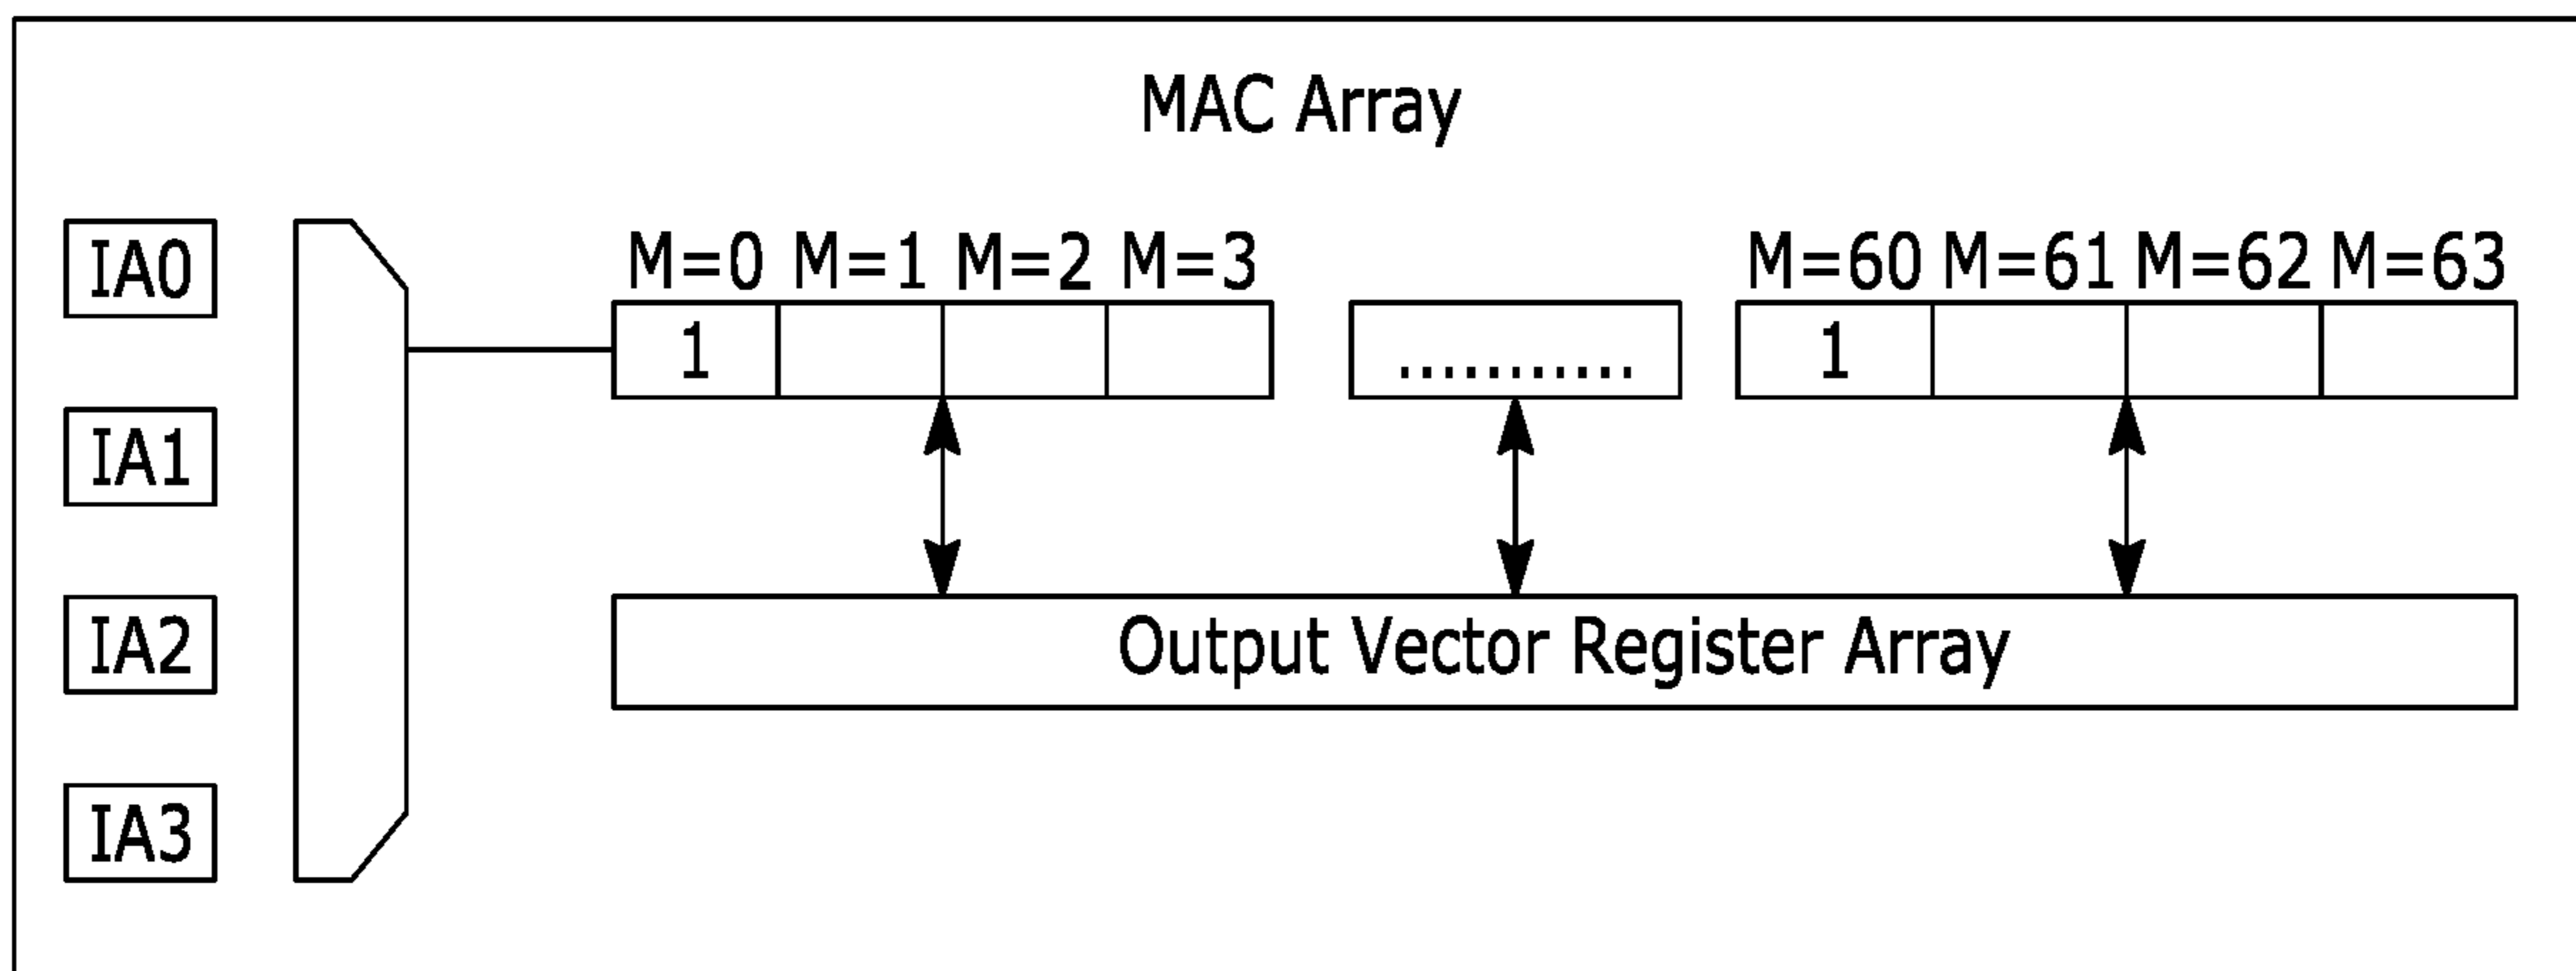 MAC Array
IA0
M=0 M=1 M=2 M=3
M=60 M=61 M=62 M=63
1
...........
1
IA1
IA2
Output Vector Register Array
IA3